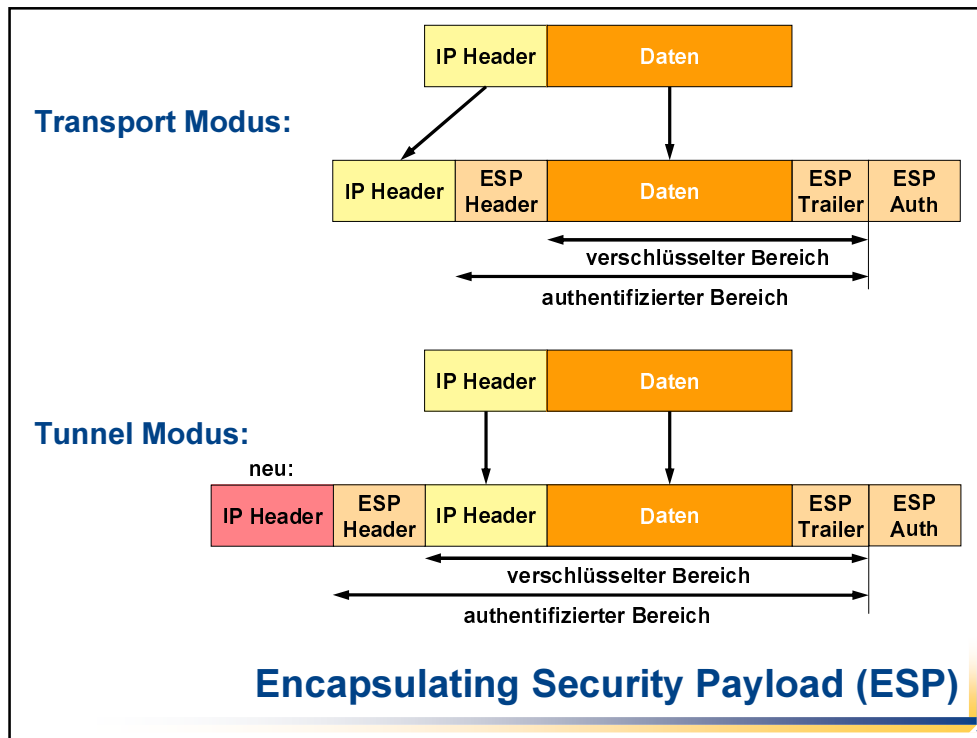 IP Header Daten
Transport Modus:
IP Header ESP Header Daten ESP Trailer ESP Auth
verschlüsselter Bereich
authentifizierter Bereich
IP Header Daten
Tunnel Modus:
neu:
IP Header ESP Header IP Header Daten ESP Trailer ESP Auth
verschlüsselter Bereich
authentifizierter Bereich
Encapsulating Security Payload (ESP)